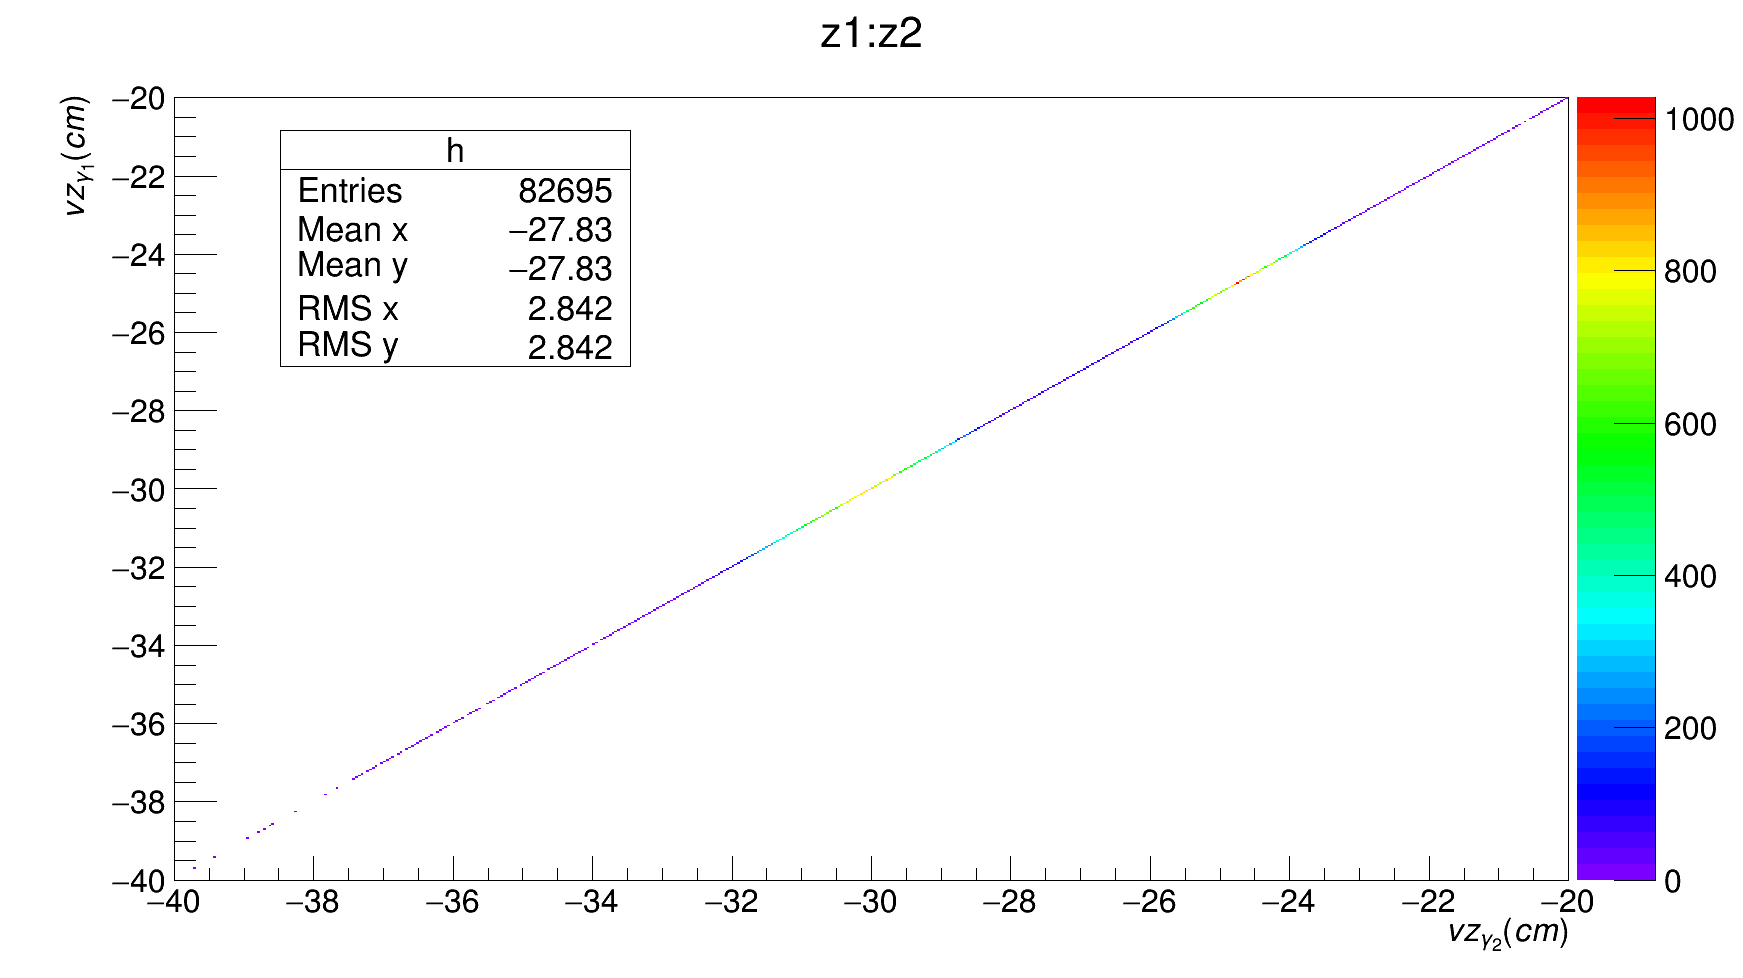 z1:z2
vz_γ1(cm)
−20
−22
−24
−26
−28
−30
−32
−34
−36
−38
−40
h
Entries 82695
Mean x −27.83
Mean y −27.83
RMS x 2.842
RMS y 2.842
1000
800
600
400
200
0
−40 −38 −36 −34 −32 −30 −28 −26 −24 −22 −20
vz_γ2(cm)